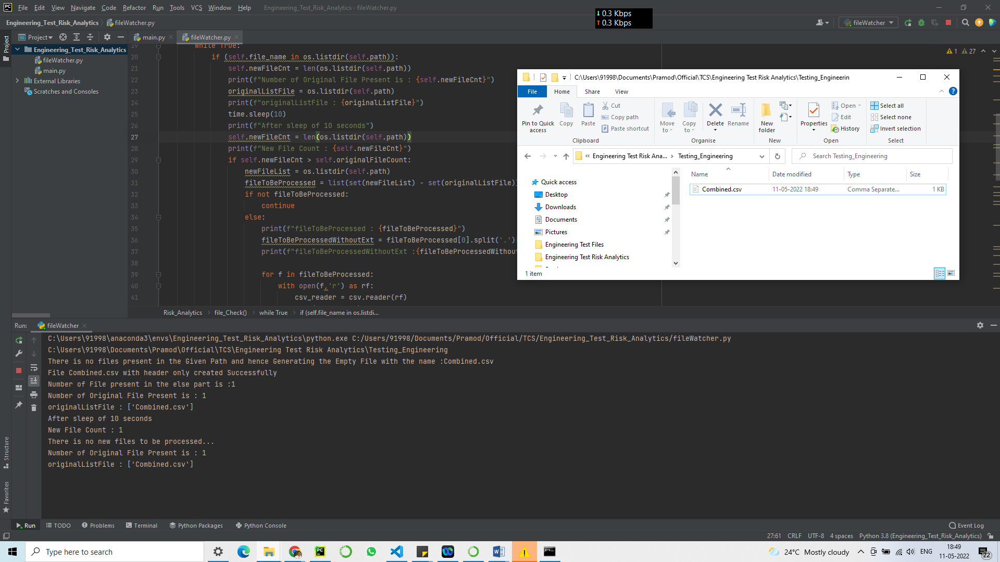 File Edit View Navigate Code Refactor Run Tools VCS Window Help Engineering_Test_Risk_Analytics - fileWatcher.py
↓ 0.3 Kbps
↑ 0.3 Kbps
Engineering_Test_Risk_Analytics fileWatcher.py
fileWatcher
Project
Project
main.py
fileWatcher.py
Engineering_Test_Risk_Analytics
fileWatcher.py
main.py
External Libraries
Scratches and Consoles
1 27
19 while True:
20 if (self.file_name in os.listdir(self.path)):
21 self.newFileCnt = len(os.listdir(self.path))
22 print(f"Number of Original File Present is : {self.newFileCnt}")
23 originalListFile = os.listdir(self.path)
24 print(f"originalListFile : {originalListFile}")
25 time.sleep(10)
26 print(f"After sleep of 10 seconds")
27 self.newFileCnt = len(os.listdir(self.path))
28 print(f"New File Count : {self.newFileCnt}")
29 if self.newFileCnt > self.originalFileCount:
30 newFileList = os.listdir(self.path)
31 fileToBeProcessed = list(set(newFileList) - set(originalListFile))
32 if not fileToBeProcessed:
33 continue
34 else:
35 print(f"fileToBeProcessed : {fileToBeProcessed}")
36 fileToBeProcessedWithoutExt = fileToBeProcessed[0].split('.')
37 print(f"fileToBeProcessedWithoutExt :{fileToBeProcessedWithout
38
39 for f in fileToBeProcessed:
40 with open(f,'r') as rf:
41 csv_reader = csv.reader(rf)
Risk_Analytics file_Check() while True if (self.file_name in os.listdi...
C:\Users\91998\Documents\Pramod\Official\TCS\Engineering Test Risk Analytics\Testing_Engineerin
File Home Share View
Pin to Quick access
Copy
Paste
Cut
Copy path
Paste shortcut
Clipboard
Move to
Copy to
Delete
Rename
Organise
New folder
New
Properties
Open
Edit
History
Open
Select all
Select none
Invert selection
Select
« Engineering Test Risk Ana... › Testing_Engineering
Search Testing_Engineering
Quick access
Desktop
Downloads
Documents
Pictures
Engineering Test Files
Engineering Test Risk Analytics
Name Date modified Type Size
Combined.csv 11-05-2022 18:49 Comma Separate... 1 KB
1 item
Run: fileWatcher
C:\Users\91998\anaconda3\envs\Engineering_Test_Risk_Analytics\python.exe C:/Users/91998/Documents/Pramod/Official/TCS/Engineering_Test_Risk_Analytics/fileWatcher.py
C:\Users\91998\Documents\Pramod\Official\TCS\Engineering Test Risk Analytics\Testing_Engineering
There is no files present in the Given Path and hence Generating the Empty File with the name :Combined.csv
File Combined.csv with header only created Successfully
Number of File present in the else part is :1
Number of Original File Present is : 1
originalListFile : ['Combined.csv']
After sleep of 10 seconds
New File Count : 1
There is no new files to be processed...
Number of Original File Present is : 1
originalListFile : ['Combined.csv']
Structure
Favorites
Run TODO Problems Terminal Python Packages Python Console Event Log
27:61 CRLF UTF-8 4 spaces Python 3.8 (Engineering_Test_Risk_Analytics)
Type here to search
24°C Mostly cloudy
ENG
18:49
11-05-2022
22